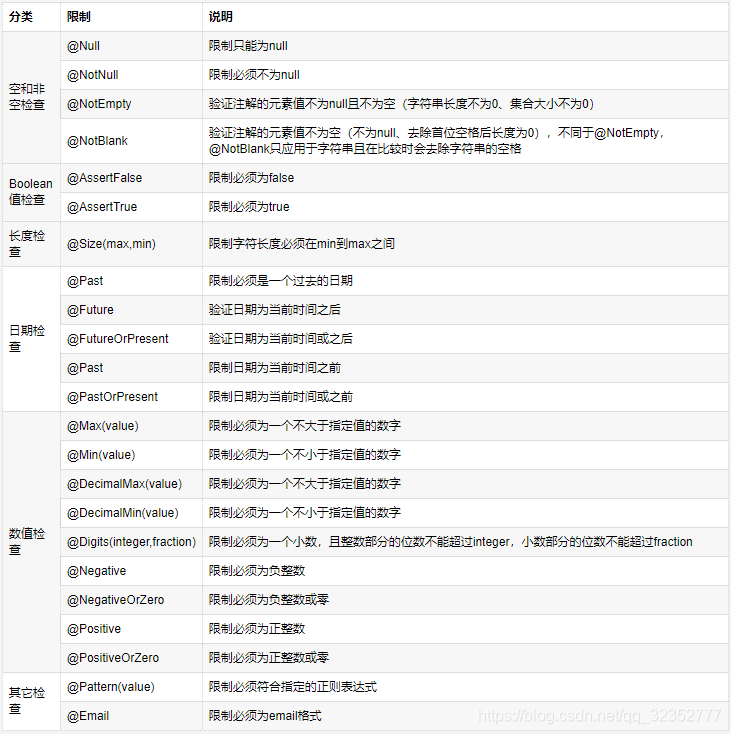 分类 限制 说明
空和非
空检查
@Null 限制只能为null
@NotNull 限制必须不为null
@NotEmpty 验证注解的元素值不为null且不为空（字符串长度不为0、集合大小不为0）
@NotBlank 验证注解的元素值不为空（不为null、去除首位空格后长度为0），不同于@NotEmpty，
@NotBlank只应用于字符串且在比较时会去除字符串的空格
Boolean
值检查
@AssertFalse 限制必须为false
@AssertTrue 限制必须为true
长度检
查
@Size(max,min) 限制字符长度必须在min到max之间
日期检
查
@Past 限制必须是一个过去的日期
@Future 验证日期为当前时间之后
@FutureOrPresent 验证日期为当前时间或之后
@Past 限制日期为当前时间之前
@PastOrPresent 限制日期为当前时间或之前
数值检
查
@Max(value) 限制必须为一个不大于指定值的数字
@Min(value) 限制必须为一个不小于指定值的数字
@DecimalMax(value) 限制必须为一个不大于指定值的数字
@DecimalMin(value) 限制必须为一个不小于指定值的数字
@Digits(integer,fraction) 限制必须为一个小数，且整数部分的位数不能超过integer，小数部分的位数不能超过fraction
@Negative 限制必须为负整数
@NegativeOrZero 限制必须为负整数或零
@Positive 限制必须为正整数
@PositiveOrZero 限制必须为正整数或零
其它检
查
@Pattern(value) 限制必须符合指定的正则表达式
@Email 限制必须为email格式
https://blog.csdn.net/qq_32352777